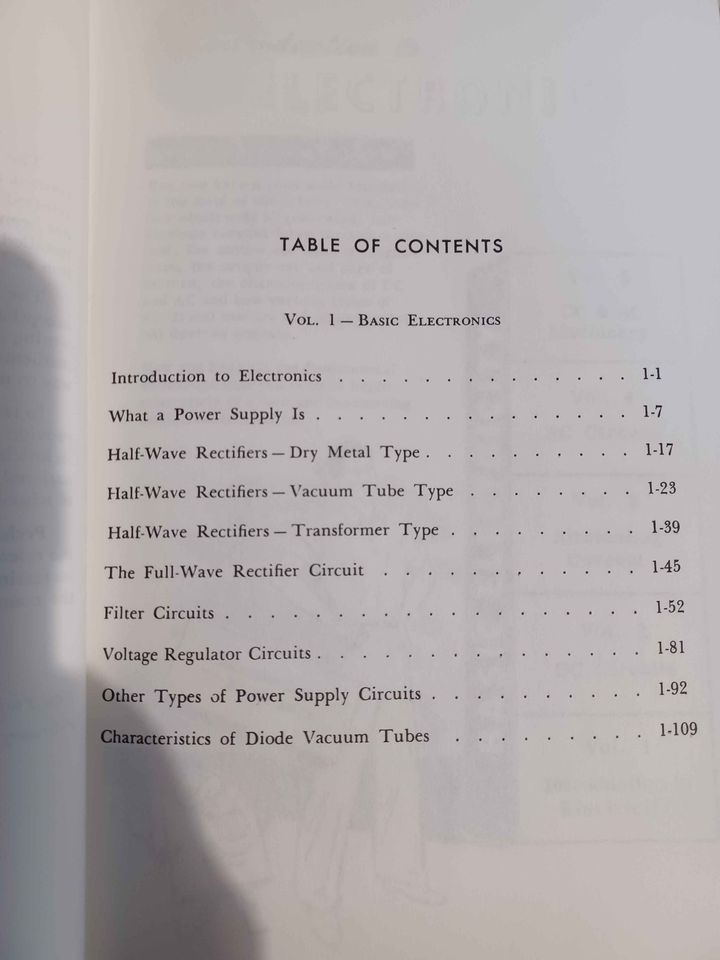 TABLE OF CONTENTS
VOL. 1 — BASIC ELECTRONICS
Introduction to Electronics . . . . . . . . . . . . . . 1-1
What a Power Supply Is . . . . . . . . . . . . . . . 1-7
Half-Wave Rectifiers — Dry Metal Type . . . . . . . . . . 1-17
Half-Wave Rectifiers — Vacuum Tube Type . . . . . . . . 1-23
Half-Wave Rectifiers — Transformer Type . . . . . . . . . 1-39
The Full-Wave Rectifier Circuit . . . . . . . . . . . . 1-45
Filter Circuits . . . . . . . . . . . . . . . . . . . 1-52
Voltage Regulator Circuits . . . . . . . . . . . . . . . 1-81
Other Types of Power Supply Circuits . . . . . . . . . . 1-92
Characteristics of Diode Vacuum Tubes . . . . . . . . . 1-109